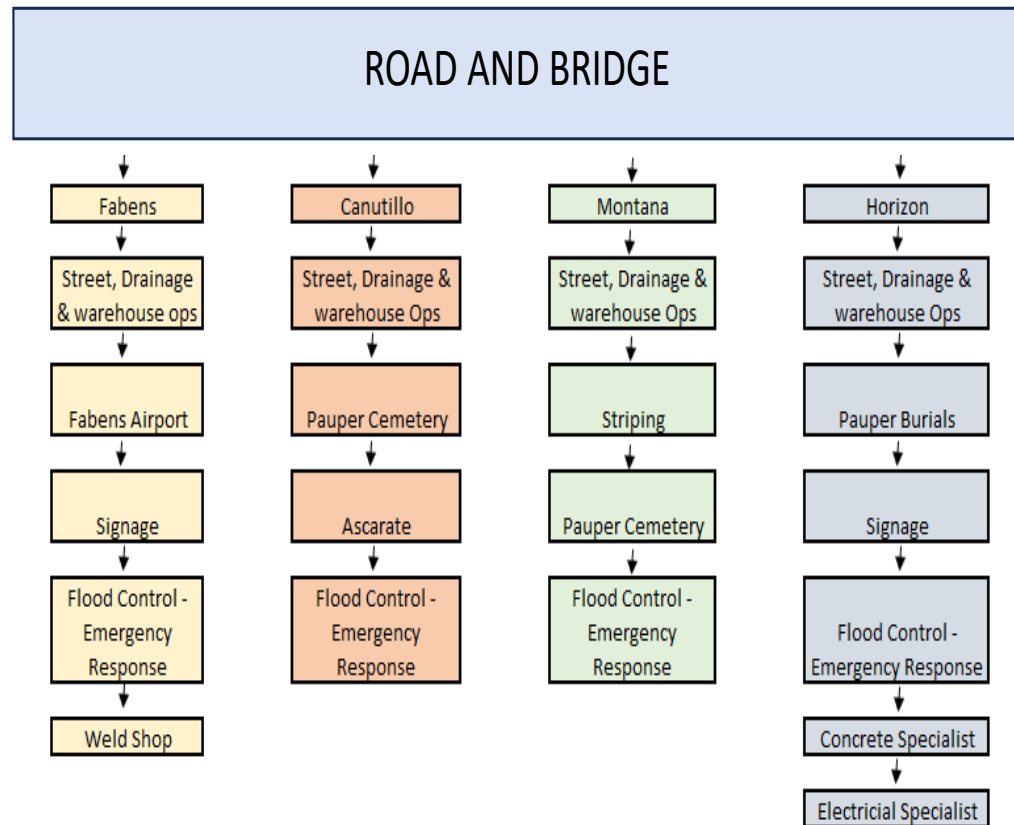 ROAD AND BRIDGE
Fabens
Street, Drainage
& warehouse ops
Fabens Airport
Signage
Flood Control -
Emergency
Response
Weld Shop
Canutillo
Street, Drainage &
warehouse Ops
Pauper Cemetery
Ascarate
Flood Control -
Emergency
Response
Montana
Street, Drainage &
warehouse Ops
Striping
Pauper Cemetery
Flood Control -
Emergency
Response
Horizon
Street, Drainage &
warehouse Ops
Pauper Burials
Signage
Flood Control -
Emergency Response
Concrete Specialist
Electricial Specialist